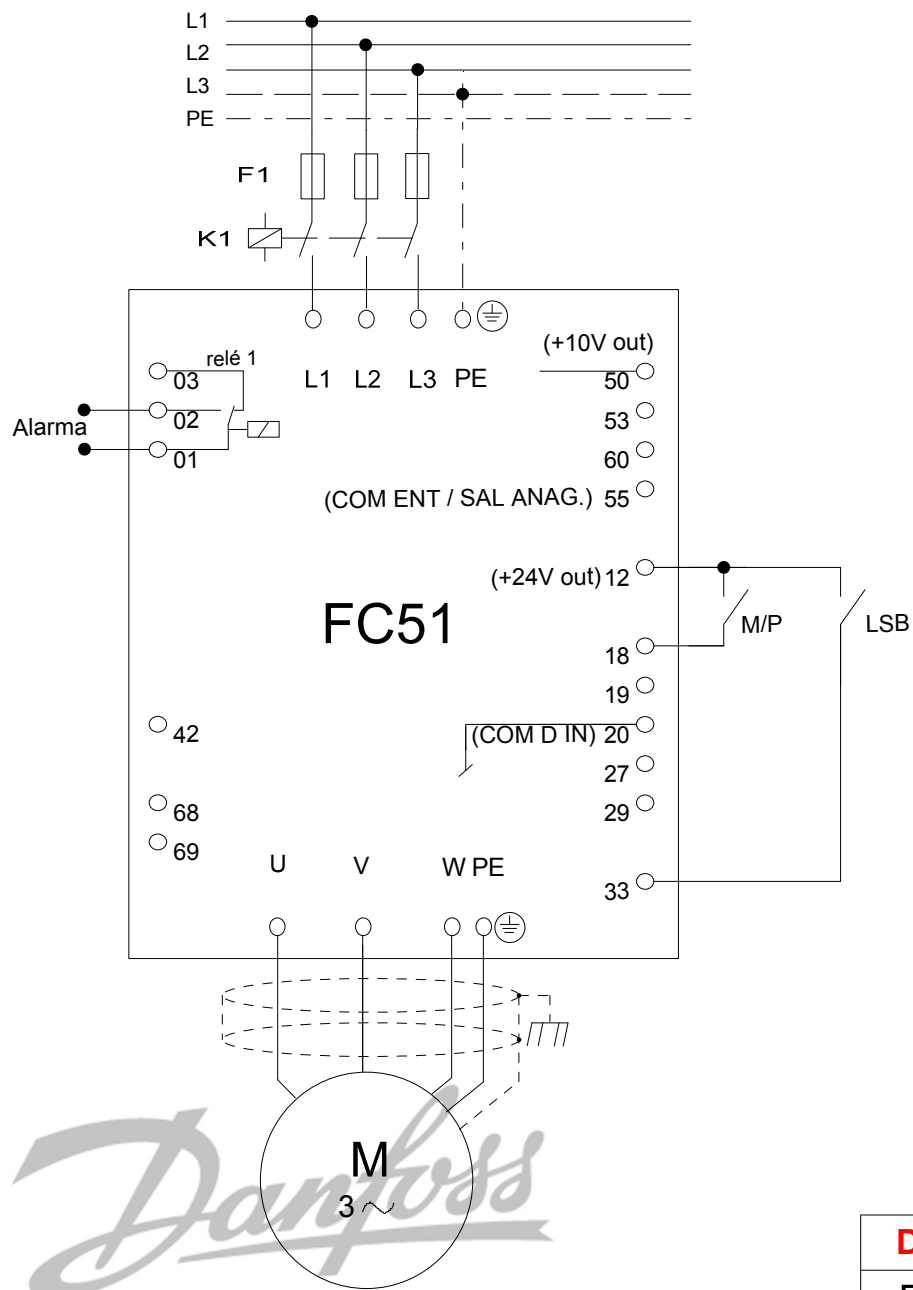 L1
L2
L3
PE
F1
K1
03
relé 1
02
01
Alarma
L1 L2 L3 PE
(+10V out)
50
53
60
(COM ENT / SAL ANAG.) 55
(+24V out) 12
FC51
M/P
LSB
18
19
(COM D IN) 20
27
29
33
42
68
69
U V W PE
M
3
Danfoss